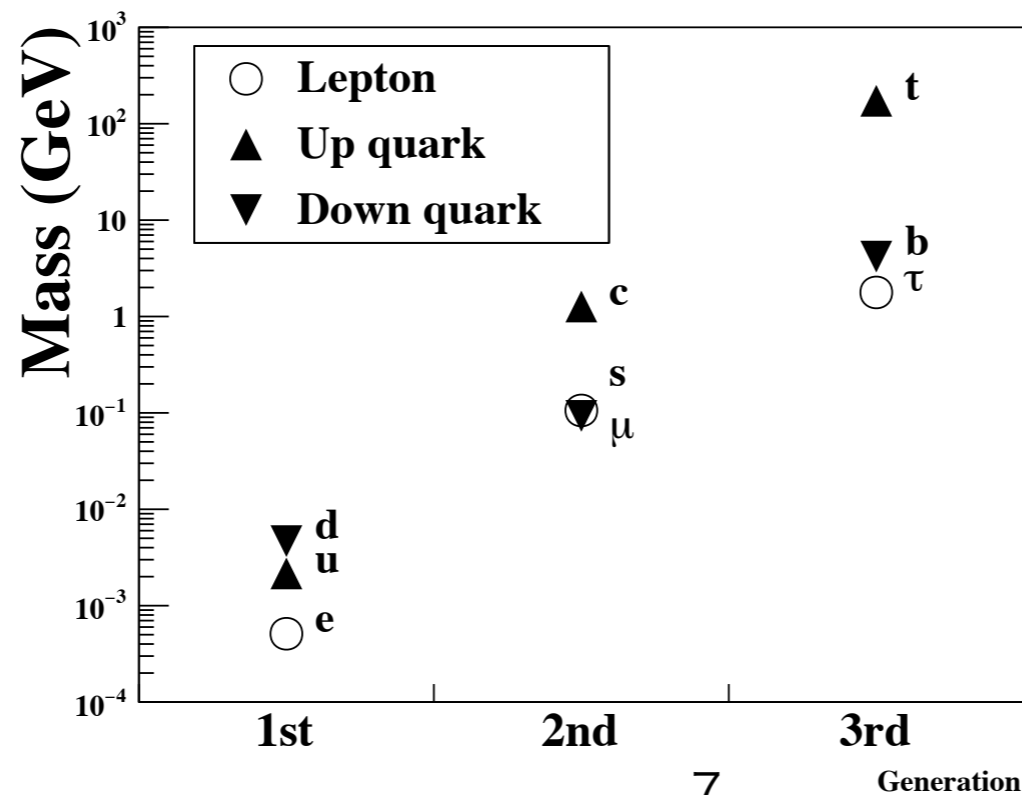 Mass (GeV)
10³
10²
10
1
10⁻¹
10⁻²
10⁻³
10⁻⁴
Lepton
Up quark
Down quark
t
b
τ
c
s
μ
d
u
e
1st 2nd 3rd
7 Generation